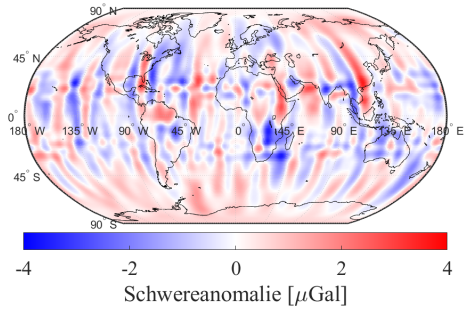 90° N
45° N
0°
180° W 135° W 90° W 45° W 0° 45° E 90° E 135° E 180° E
45° S
90° S
-4 -2 0 2 4
Schwereanomalie [μGal]